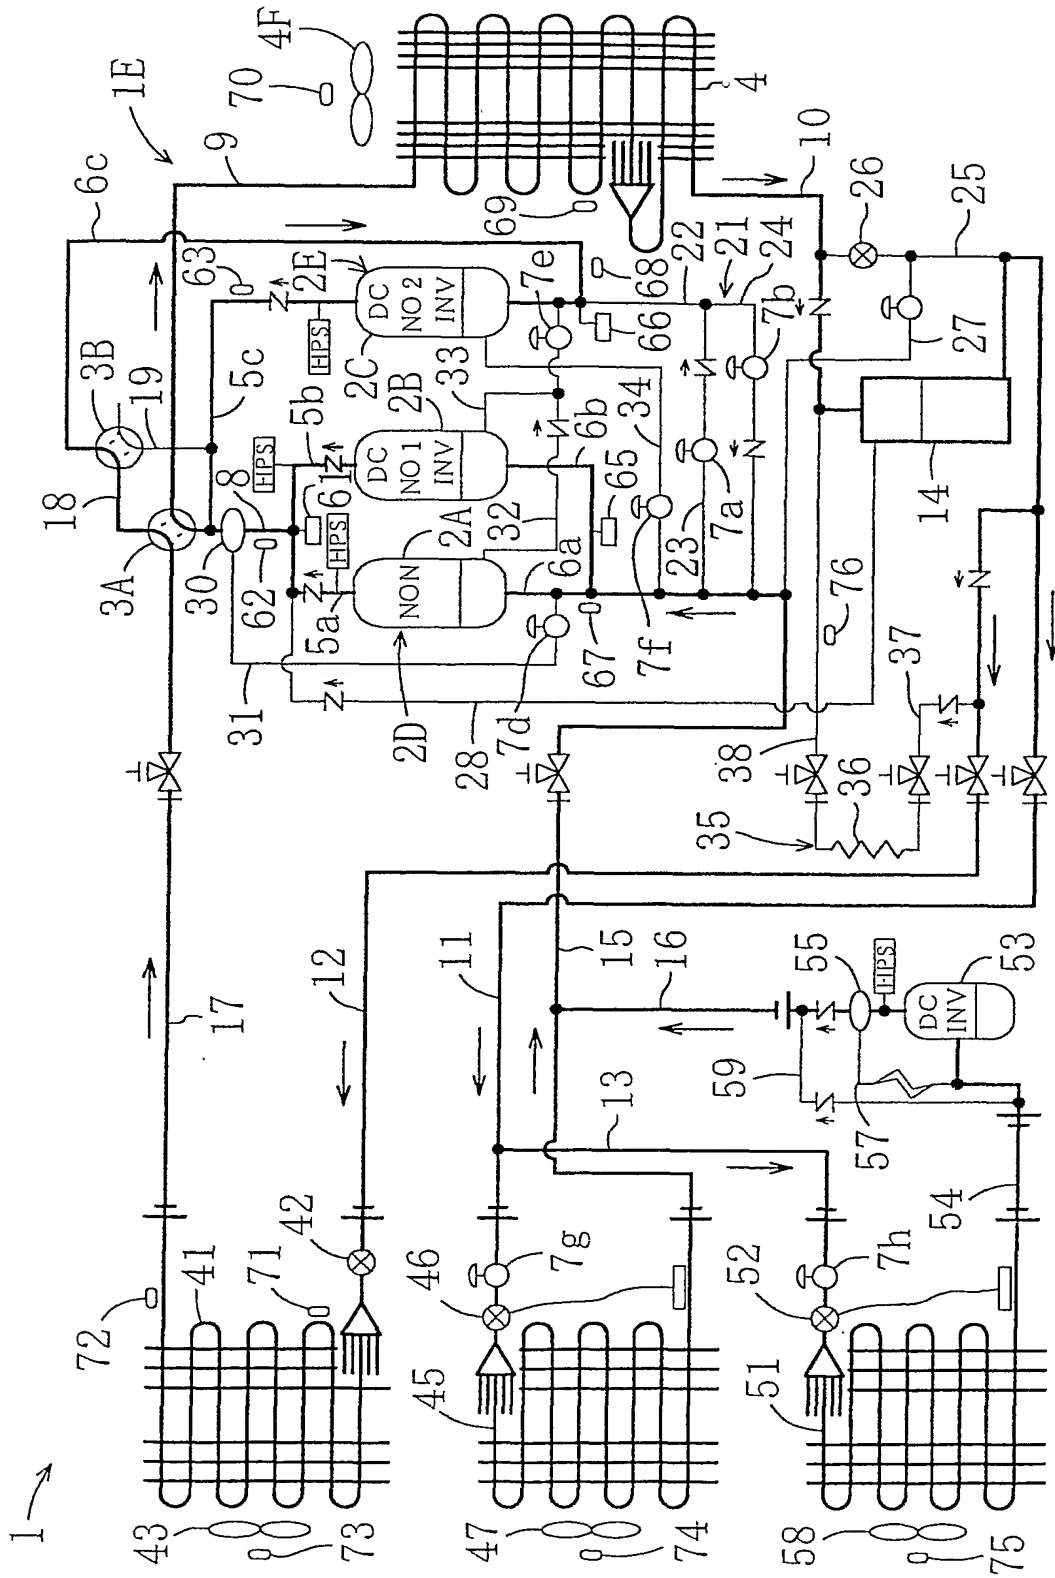 1
1E
4F
70
4
9
6c
63
5c
3B
19
3A
18
8
30
62
31
HPS
5b
61
HPS
5a
HPS
2E
2C
DC
NO 2
INV
2B
DC
NO 1
INV
2A
NON
2D
33
32
34
7e
69
68
66
22
21
24
10
26
25
27
7b
6b
65
6a
67
7d
7f
23
7a
14
76
28
38
37
36
35
17
12
11
15
16
13
55
HPS
53
DC
INV
59
57
54
72
41
71
42
43
73
46
7g
45
47
74
52
7h
51
58
75